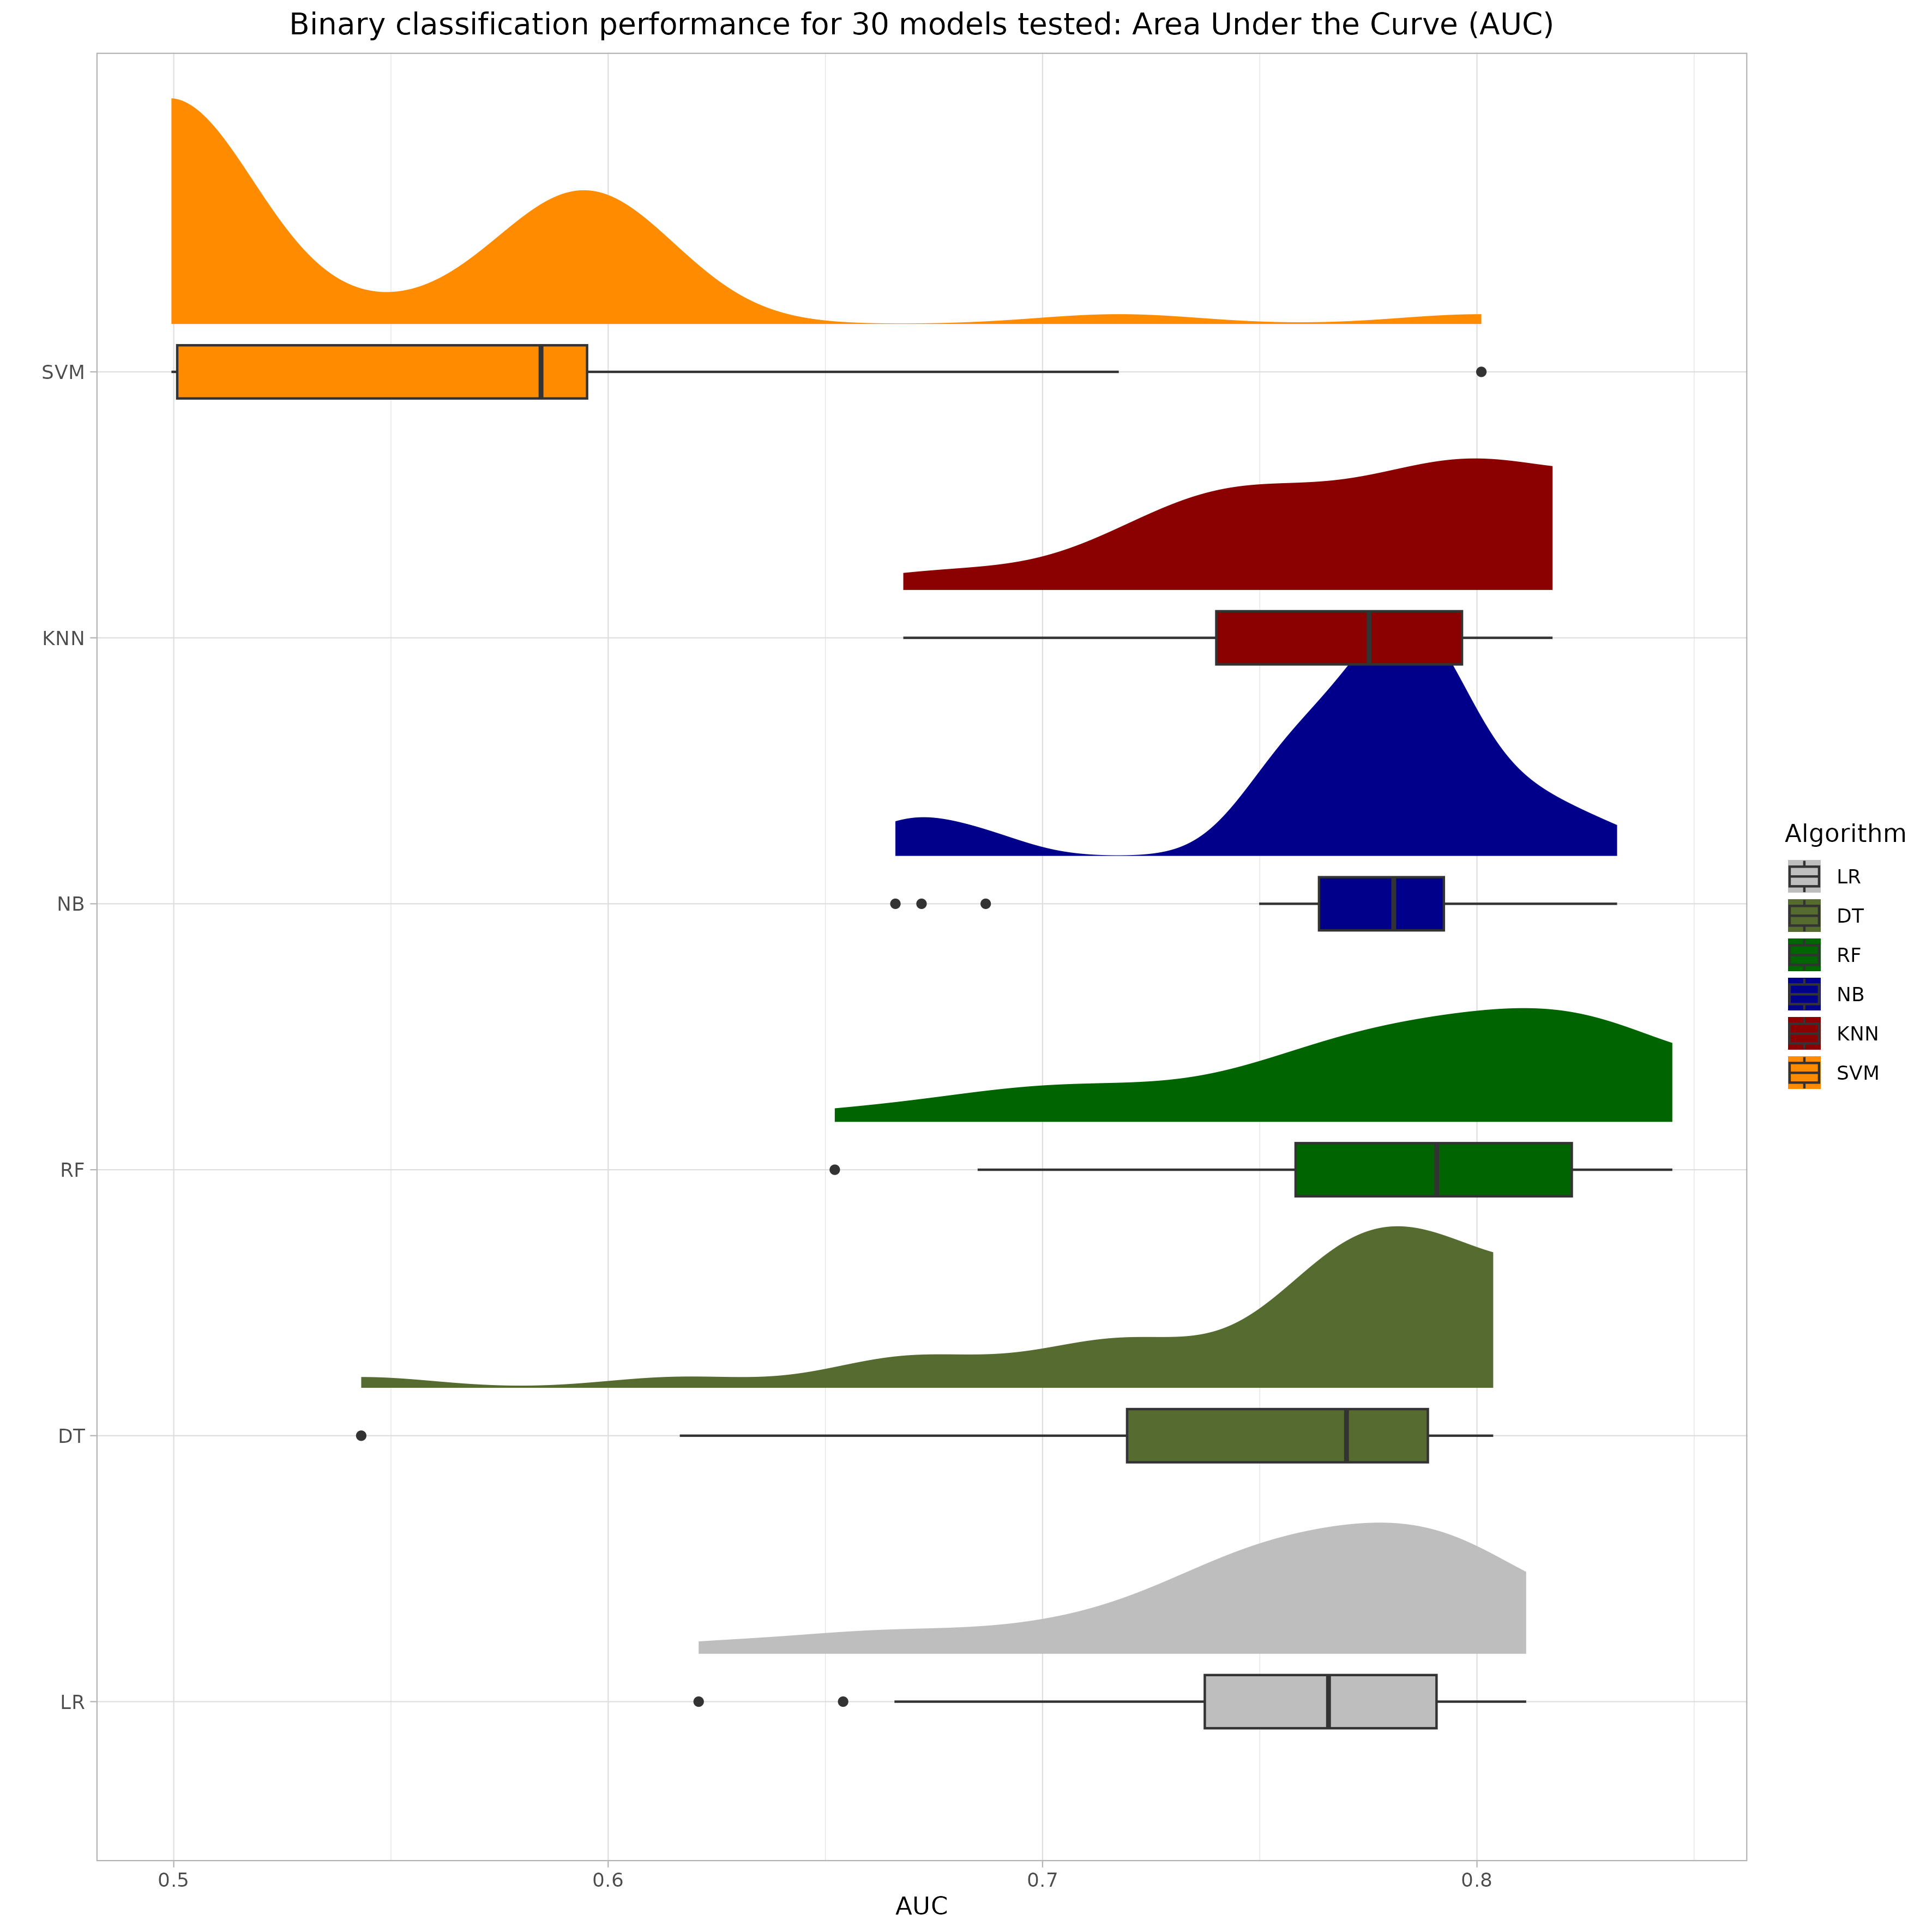 Binary classification performance for 30 models tested: Area Under the Curve (AUC)
SVM
KNN
NB
RF
DT
LR
0.5 0.6 0.7 0.8
AUC
Algorithm
LR
DT
RF
NB
KNN
SVM